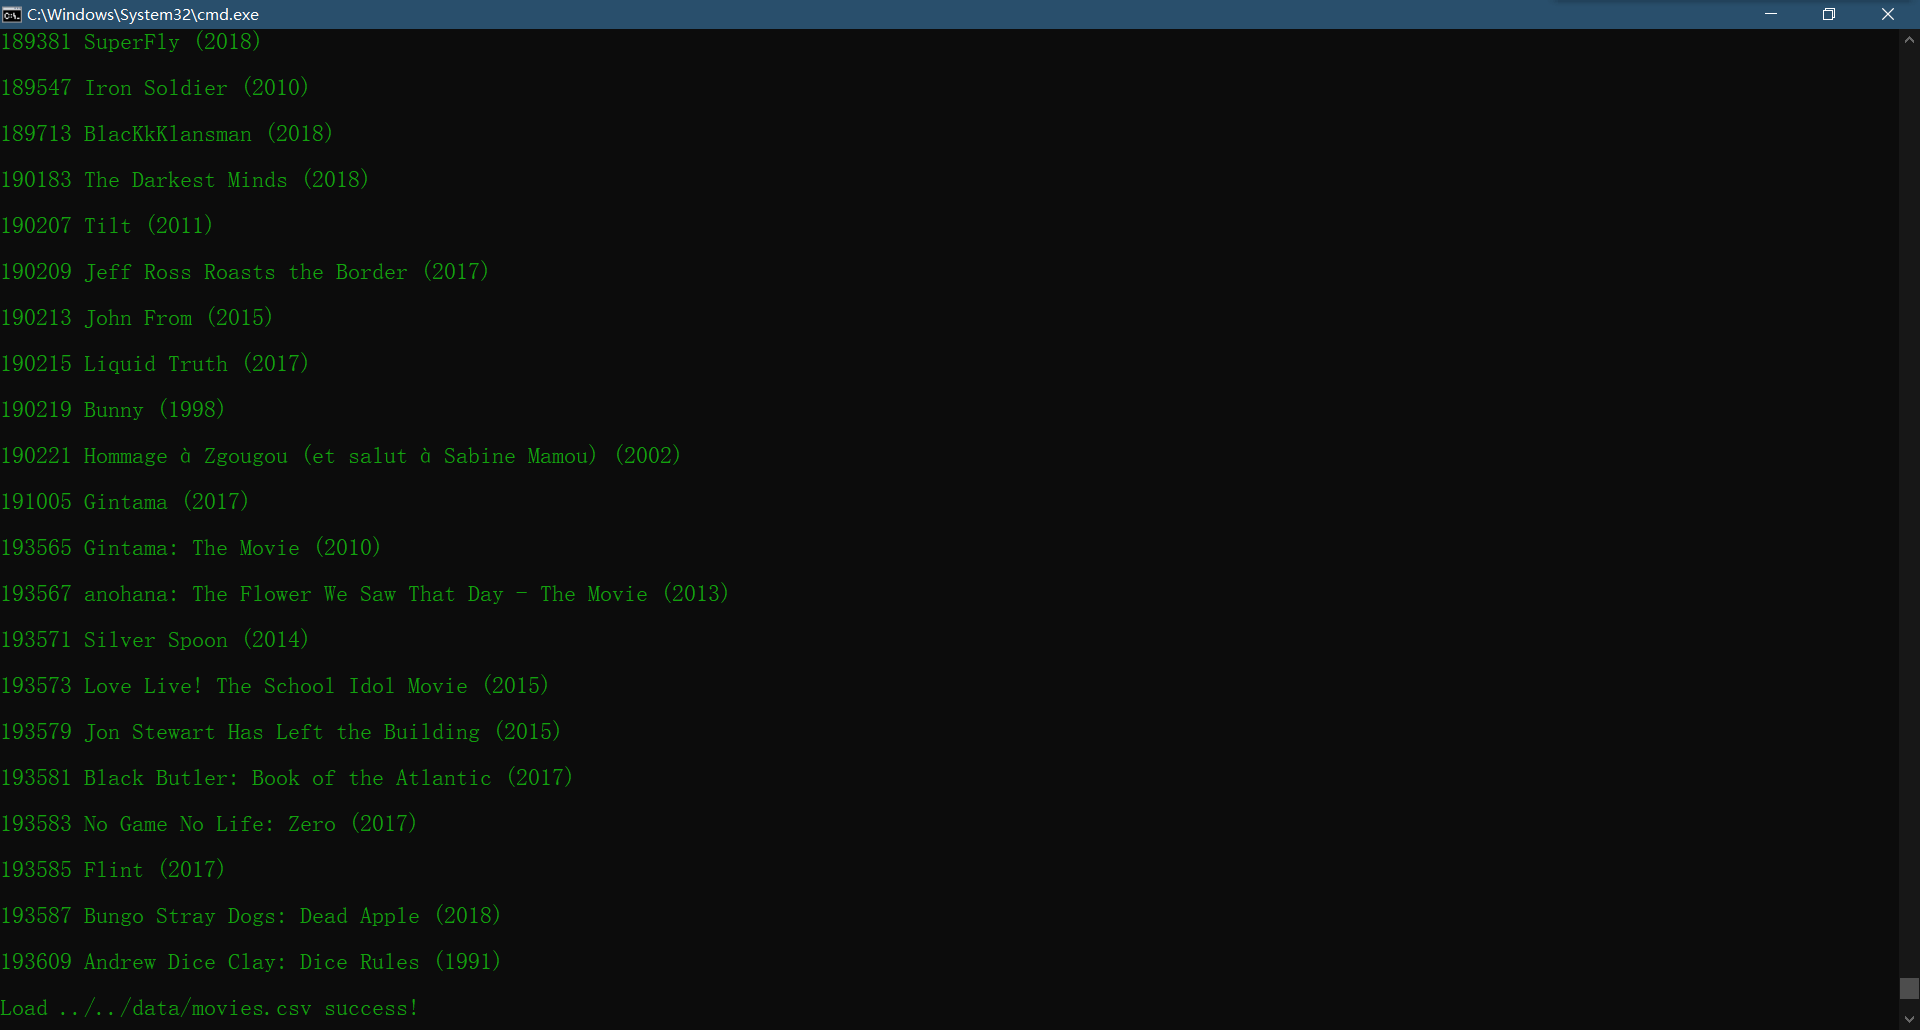 C:\Windows\System32\cmd.exe
189381 SuperFly (2018)
189547 Iron Soldier (2010)
189713 BlacKkKlansman (2018)
190183 The Darkest Minds (2018)
190207 Tilt (2011)
190209 Jeff Ross Roasts the Border (2017)
190213 John From (2015)
190215 Liquid Truth (2017)
190219 Bunny (1998)
190221 Hommage à Zgougou (et salut à Sabine Mamou) (2002)
191005 Gintama (2017)
193565 Gintama: The Movie (2010)
193567 anohana: The Flower We Saw That Day - The Movie (2013)
193571 Silver Spoon (2014)
193573 Love Live! The School Idol Movie (2015)
193579 Jon Stewart Has Left the Building (2015)
193581 Black Butler: Book of the Atlantic (2017)
193583 No Game No Life: Zero (2017)
193585 Flint (2017)
193587 Bungo Stray Dogs: Dead Apple (2018)
193609 Andrew Dice Clay: Dice Rules (1991)
Load ../../data/movies.csv success!